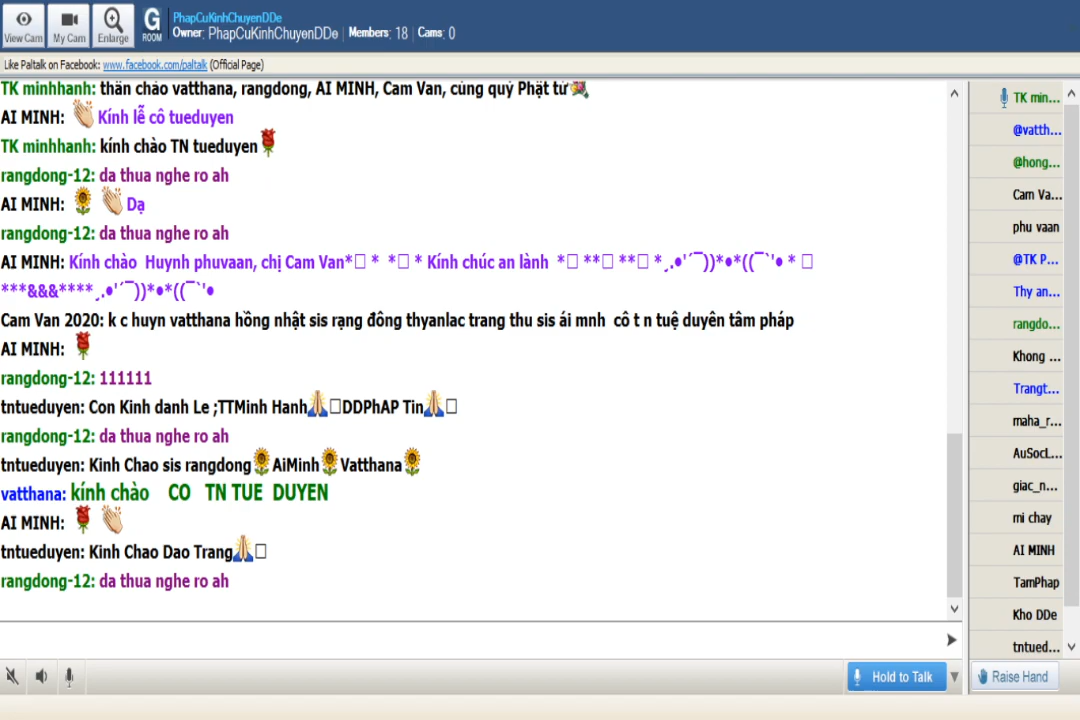 View Cam
My Cam
Enlarge
G
ROOM
PhapCuKinhChuyenDDe
Owner: PhapCuKinhChuyenDDe | Members: 18 | Cams: 0
Like Paltalk on Facebook: www.facebook.com/paltalk (Official Page)
TK minhhanh: thân chào vatthana, rangdong, AI MINH, Cam Van, cùng quý Phật tử
AI MINH: Kính lễ cô tueduyen
TK minhhanh: kính chào TN tueduyen
rangdong-12: da thua nghe ro ah
AI MINH: Dạ
rangdong-12: da thua nghe ro ah
AI MINH: Kính chào Huynh phuvaan, chị Cam Van*□ * *□ * Kính chúc an lành *□ **□ **□ *¸.•'´¯))*•*((¯`'• * □
***&&&****¸.•'´¯))*•*((¯`'•
Cam Van 2020: k c huyn vatthana hồng nhật sis rạng đông thyanlac trang thu sis ái mnh cô t n tuệ duyên tâm pháp
AI MINH:
rangdong-12: 111111
tntueduyen: Con Kinh danh Le ;TTMinh Hanh🙏□DDPhAP Tin🙏□
rangdong-12: da thua nghe ro ah
tntueduyen: Kinh Chao sis rangdong🌻AiMinh🌻Vatthana🌻
vatthana: kính chào CO TN TUE DUYEN
AI MINH:
tntueduyen: Kinh Chao Dao Trang🙏□
rangdong-12: da thua nghe ro ah
Hold to Talk
TK min...
@vatth...
@hong...
Cam Va...
phu vaan
@TK P...
Thy an...
rangdo...
Khong ...
Trangt...
maha_r...
AuSocL...
giac_n...
mi chay
AI MINH
TamPhap
Kho DDe
tntued...
Raise Hand